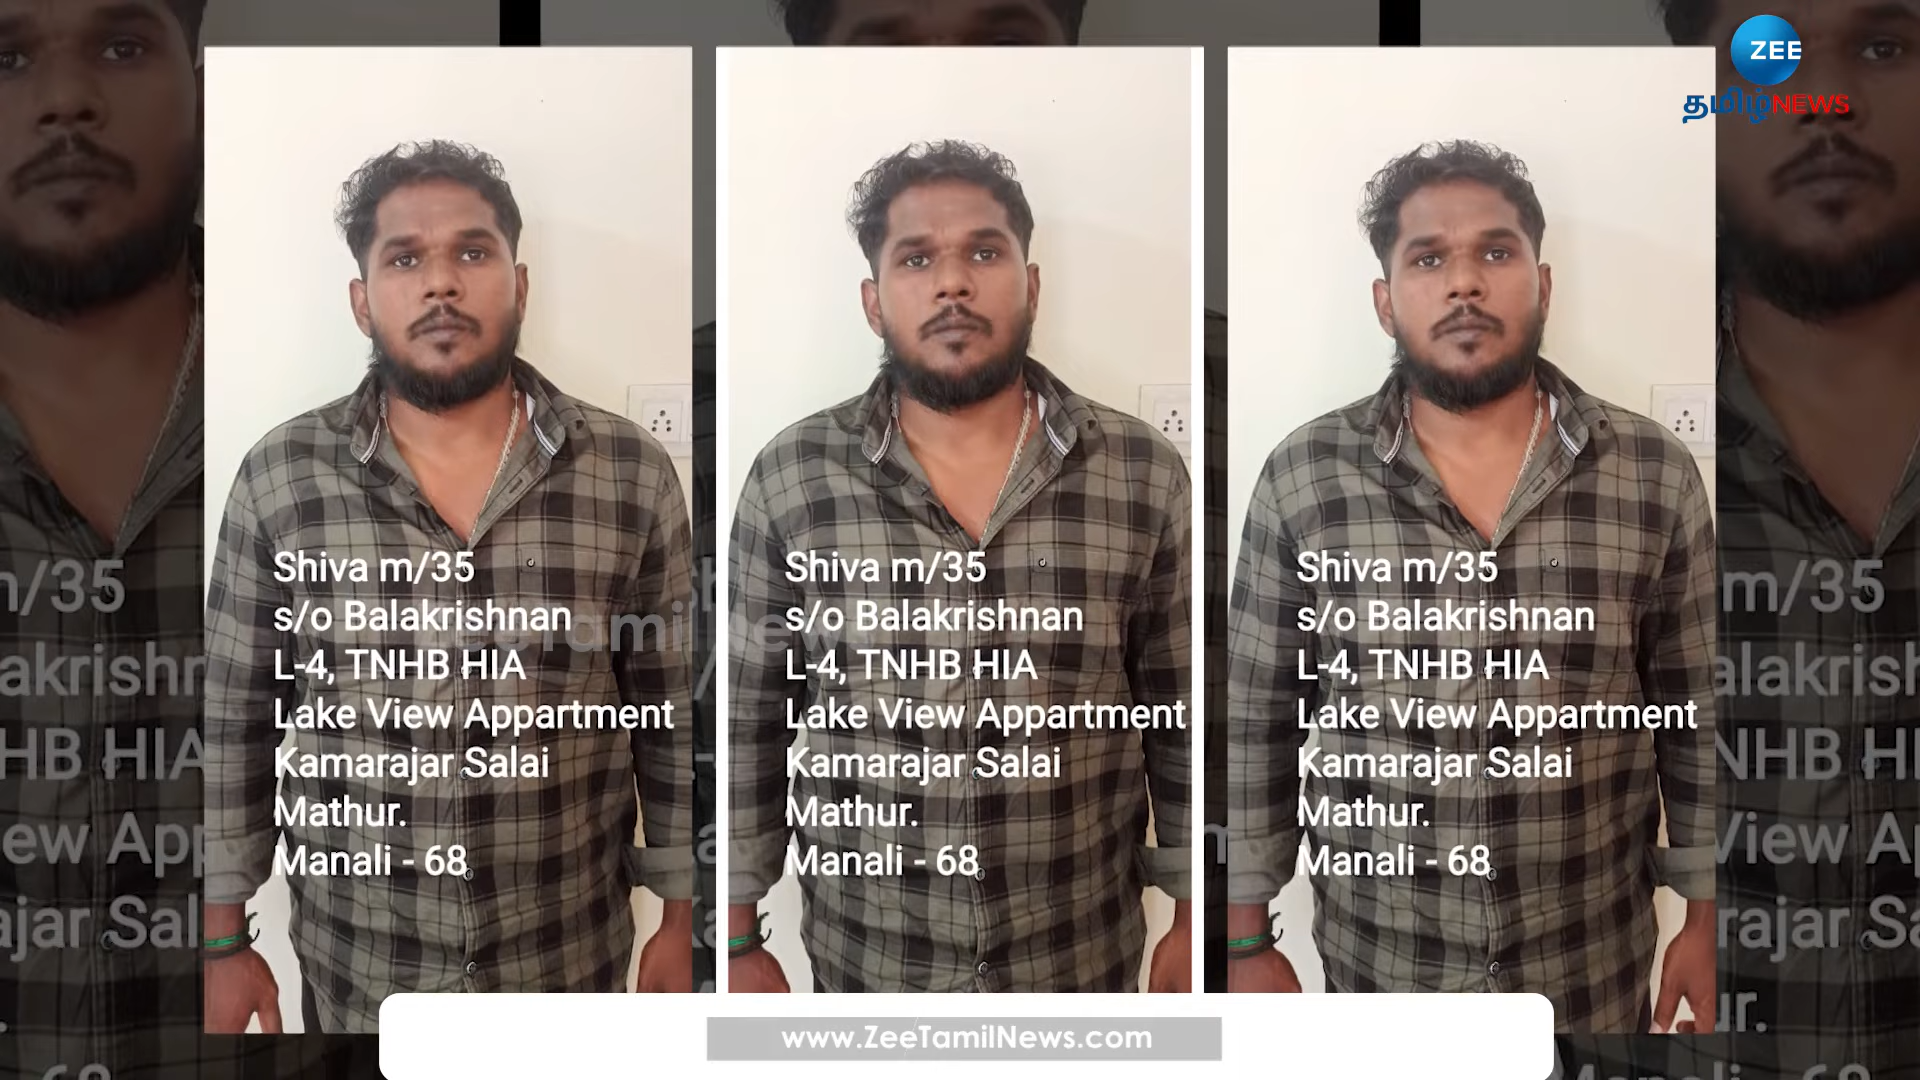 ZEE
தமிழ்NEWS
Shiva m/35
s/o Balakrishnan
L-4, TNHB HIA
Lake View Appartment
Kamarajar Salai
Mathur.
Manali - 68
Shiva m/35
s/o Balakrishnan
L-4, TNHB HIA
Lake View Appartment
Kamarajar Salai
Mathur.
Manali - 68
Shiva m/35
s/o Balakrishnan
L-4, TNHB HIA
Lake View Appartment
Kamarajar Salai
Mathur.
Manali - 68
www.ZeeTamilNews.com